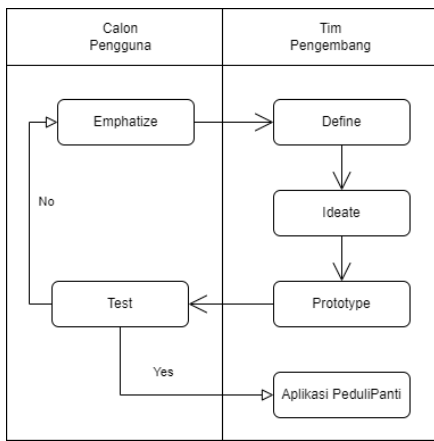 Calon
Pengguna
Tim
Pengembang
Emphatize
Define
No
Ideate
Test
Prototype
Yes
Aplikasi PeduliPanti